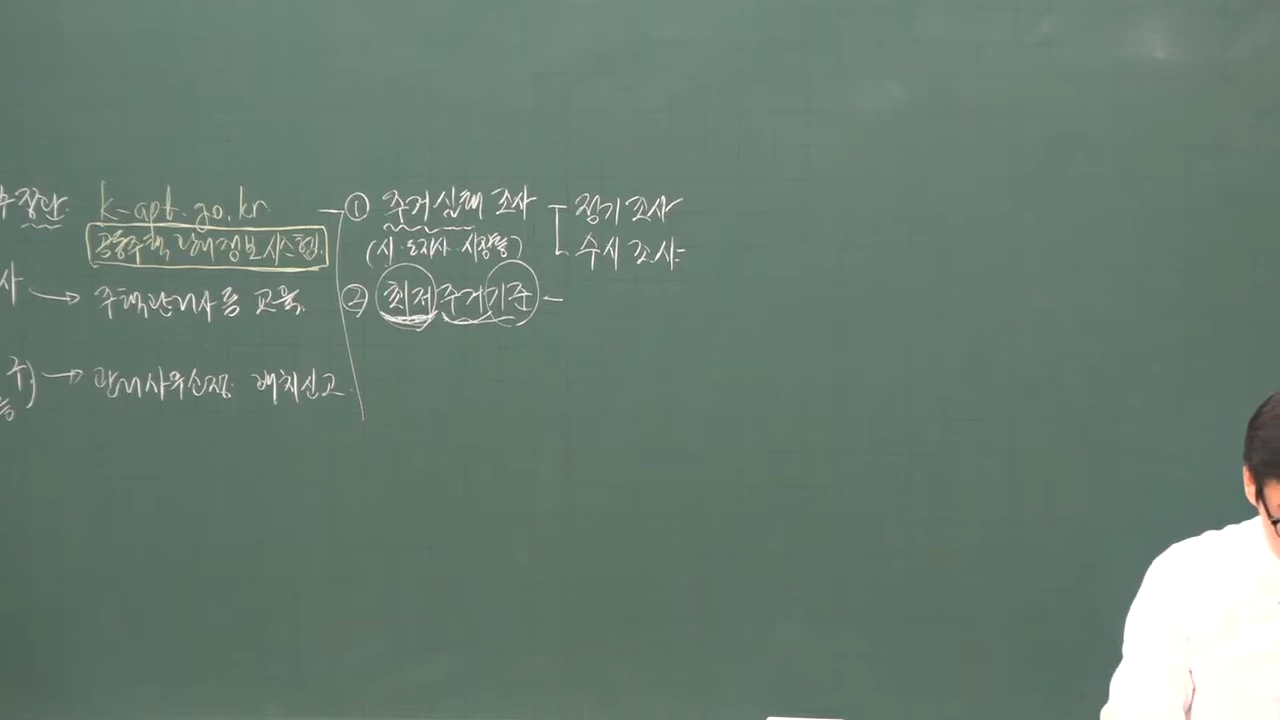 장관 k-apt.go.kr
공동주택관리정보시스템
사 → 주택관리사등 교육
주) → 관리사무소장 배치신고
등
① 주거실태 조사 정기조사
(시·도지사·시장등) 수시조사
② 최저주거기준 -